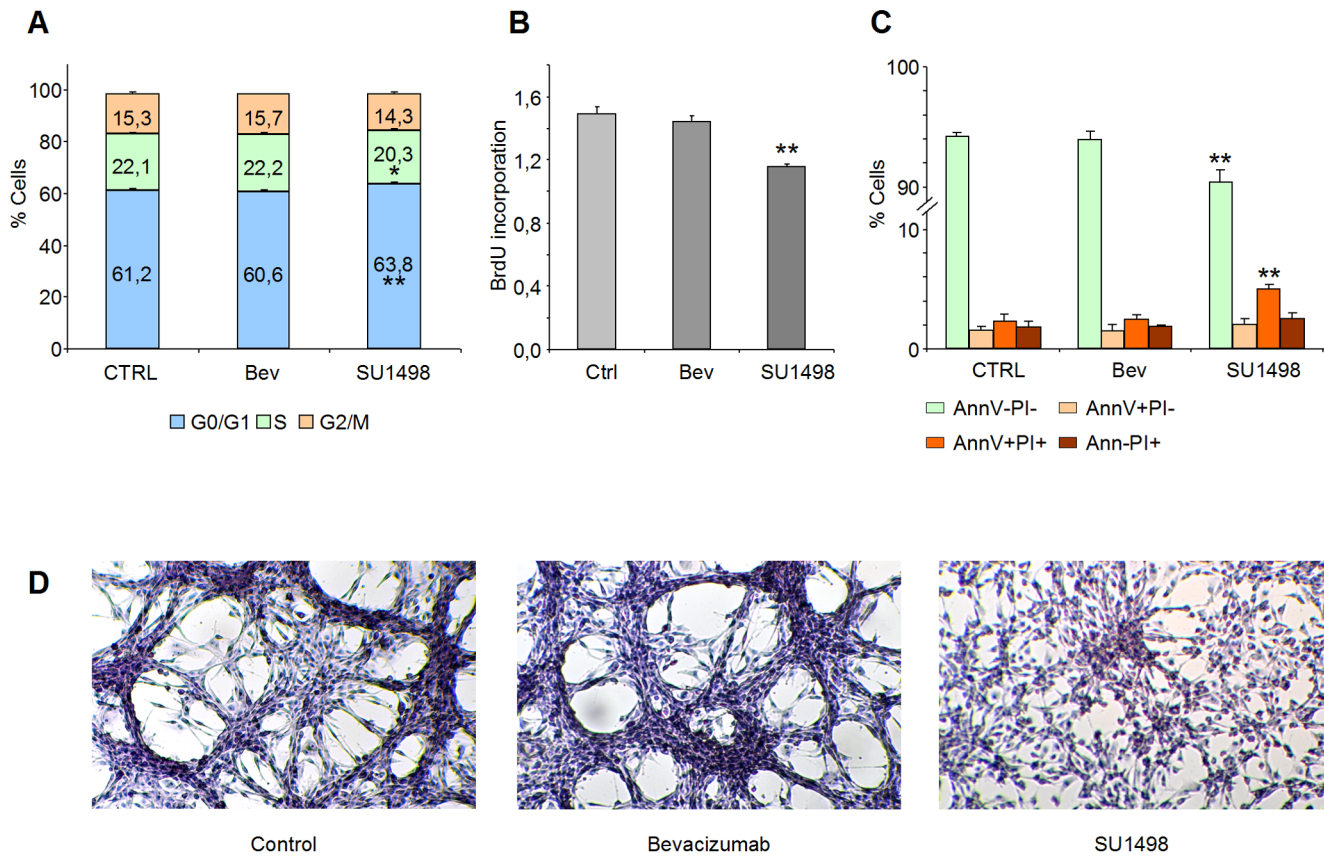 A
% Cells
100
80
60
40
20
0
15,3
22,1
61,2
15,7
22,2
60,6
14,3
20,3
*
63,8
**
CTRL Bev SU1498
G0/G1 S G2/M
B
BrdU incorporation
1,6
1,2
0,8
0,4
0,0
**
Ctrl Bev SU1498
C
% Cells
100
90
10
0
**
**
CTRL Bev SU1498
AnnV-PI- AnnV+PI-
AnnV+PI+ Ann-PI+
D
Control Bevacizumab SU1498